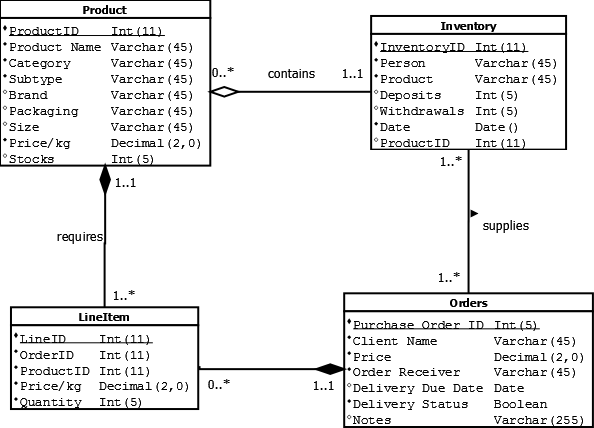 Product
ProductID Int(11)
Product Name Varchar(45)
Category Varchar(45)
Subtype Varchar(45)
Brand Varchar(45)
Packaging Varchar(45)
Size Varchar(45)
Price/kg Decimal(2,0)
Stocks Int(5)
0..*
contains
1..1
Inventory
InventoryID Int(11)
Person Varchar(45)
Product Varchar(45)
Deposits Int(5)
Withdrawals Int(5)
Date Date()
ProductID Int(11)
1..1
requires
1..*
1..*
supplies
1..*
LineItem
LineID Int(11)
OrderID Int(11)
ProductID Int(11)
Price/kg Decimal(2,0)
Quantity Int(5)
0..*
1..1
Orders
Purchase Order ID Int(5)
Client Name Varchar(45)
Price Decimal(2,0)
Order Receiver Varchar(45)
Delivery Due Date Date
Delivery Status Boolean
Notes Varchar(255)